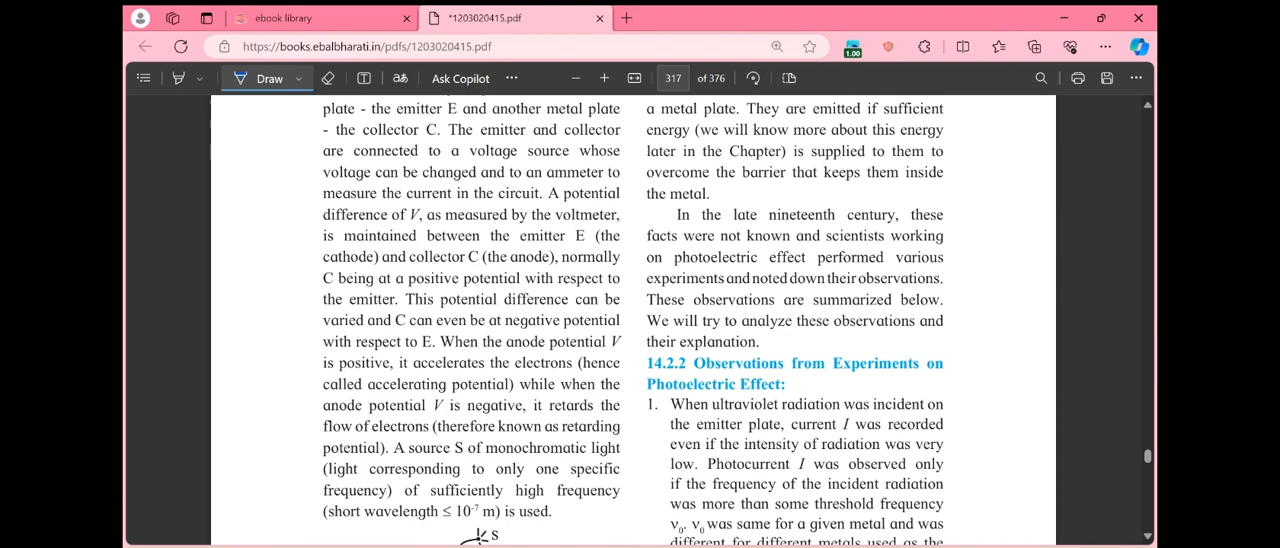 ebook library
*1203020415.pdf
https://books.ebalbharati.in/pdfs/1203020415.pdf
1.00
Draw
aあ
Ask Copilot
317 of 376
plate - the emitter E and another metal plate
- the collector C. The emitter and collector
are connected to a voltage source whose
voltage can be changed and to an ammeter to
measure the current in the circuit. A potential
difference of V, as measured by the voltmeter,
is maintained between the emitter E (the
cathode) and collector C (the anode), normally
C being at a positive potential with respect to
the emitter. This potential difference can be
varied and C can even be at negative potential
with respect to E. When the anode potential V
is positive, it accelerates the electrons (hence
called accelerating potential) while when the
anode potential V is negative, it retards the
flow of electrons (therefore known as retarding
potential). A source S of monochromatic light
(light corresponding to only one specific
frequency) of sufficiently high frequency
(short wavelength ≤ 10⁻⁷ m) is used.
S
a metal plate. They are emitted if sufficient
energy (we will know more about this energy
later in the Chapter) is supplied to them to
overcome the barrier that keeps them inside
the metal.
In the late nineteenth century, these
facts were not known and scientists working
on photoelectric effect performed various
experiments and noted down their observations.
These observations are summarized below.
We will try to analyze these observations and
their explanation.
14.2.2 Observations from Experiments on
Photoelectric Effect:
1. When ultraviolet radiation was incident on
the emitter plate, current I was recorded
even if the intensity of radiation was very
low. Photocurrent I was observed only
if the frequency of the incident radiation
was more than some threshold frequency
ν₀. ν₀ was same for a given metal and was
different for different metals used as the